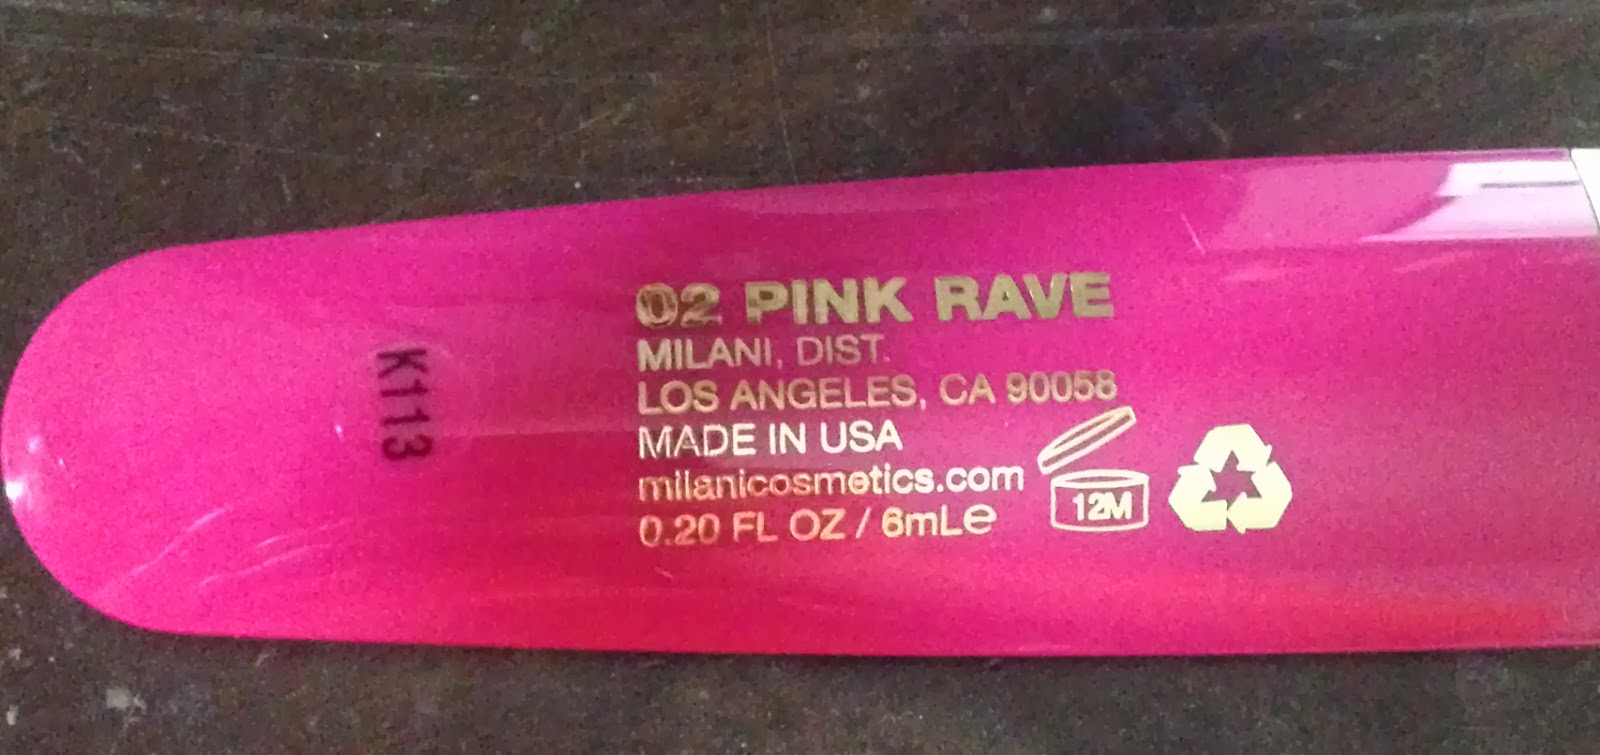 02 PINK RAVE
MILANI, DIST.
LOS ANGELES, CA 90058
MADE IN USA
milanicosmetics.com
0.20 FL OZ / 6mLe
12M
K1113